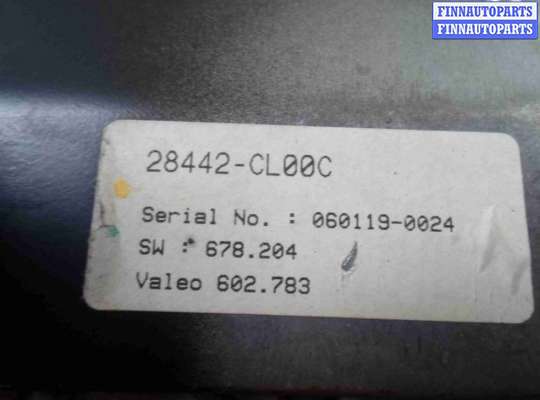 FINNAUTOPARTS
FINNAUTOPARTS
28442-CL00C
Serial No. : 060119-0024
SW : 678.204
Valeo 602.783